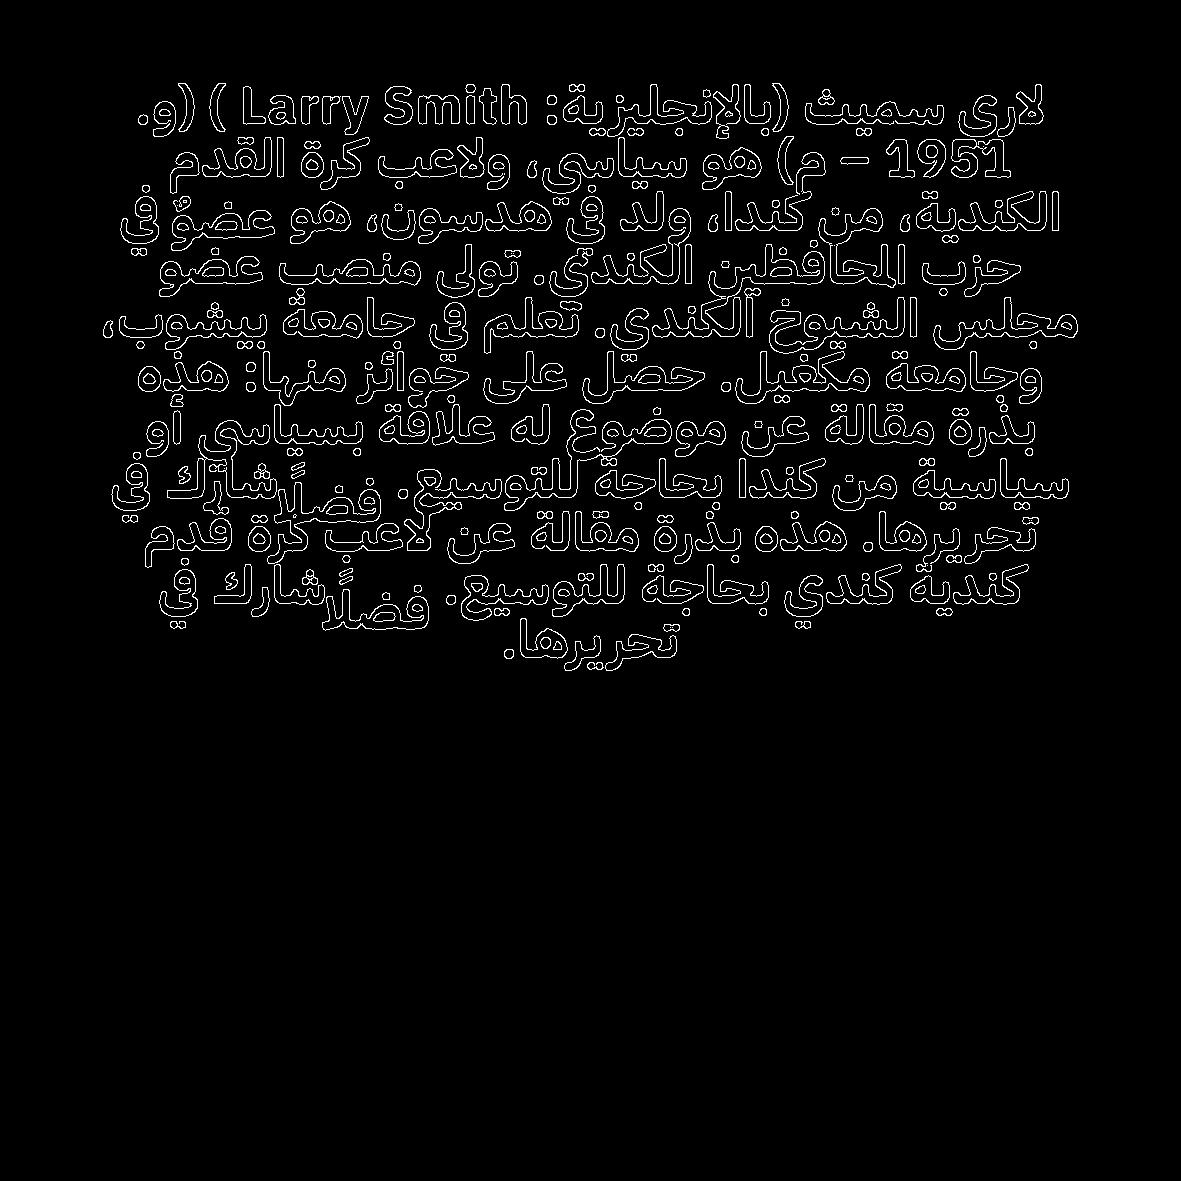 لاري سميث (بالإنجليزية: Larry Smith ) (و.
1951 – م) هو سياسي، ولاعب كرة القدم
الكندية، من كندا، ولد في هدسون، هو عضوٌ في
حزب المحافظين الكندي. تولى منصب عضو
مجلس الشيوخ الكندي. تعلم في جامعة بيشوب،
وجامعة مكغيل. حصل على جوائز منها: هذه
بذرة مقالة عن موضوع له علاقة بسياسي أو
سياسية من كندا بحاجة للتوسيع. فضلًا شارك في
تحريرها. هذه بذرة مقالة عن لاعب كرة قدم
كندية كندي بحاجة للتوسيع. فضلًا شارك في
تحريرها.